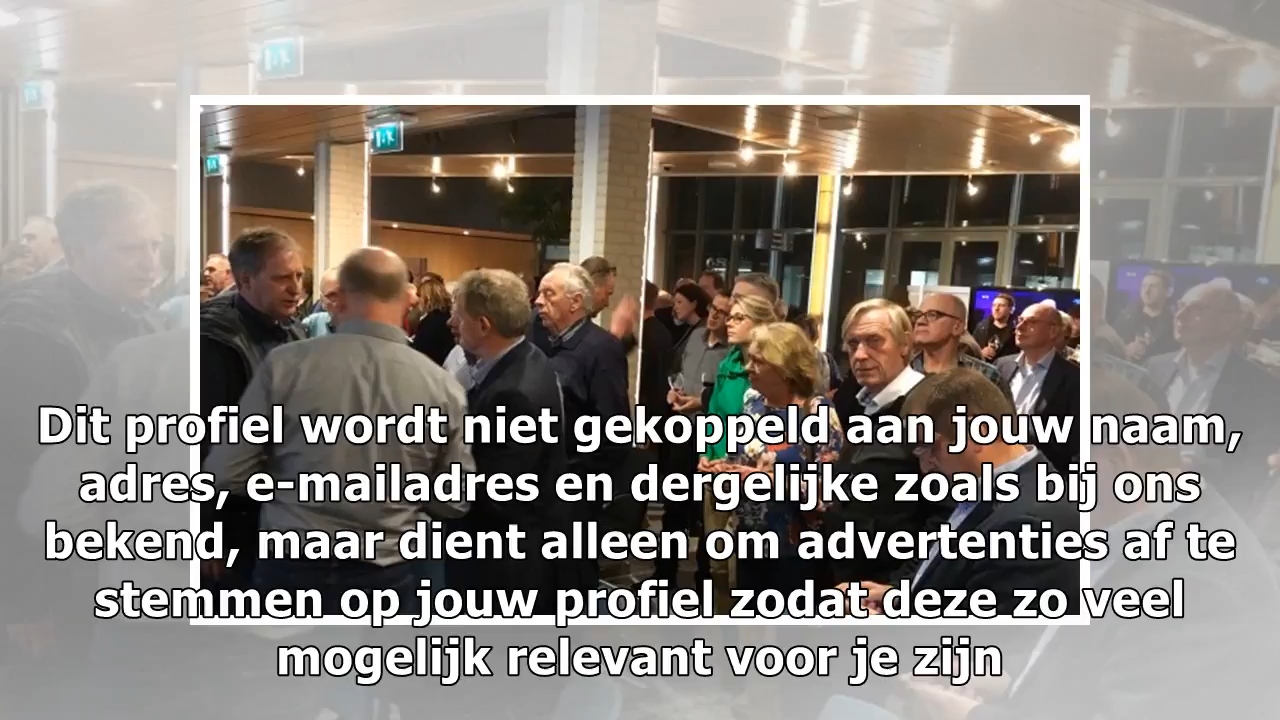 Dit profiel wordt niet gekoppeld aan jouw naam,
adres, e-mailadres en dergelijke zoals bij ons
bekend, maar dient alleen om advertenties af te
stemmen op jouw profiel zodat deze zo veel
mogelijk relevant voor je zijn